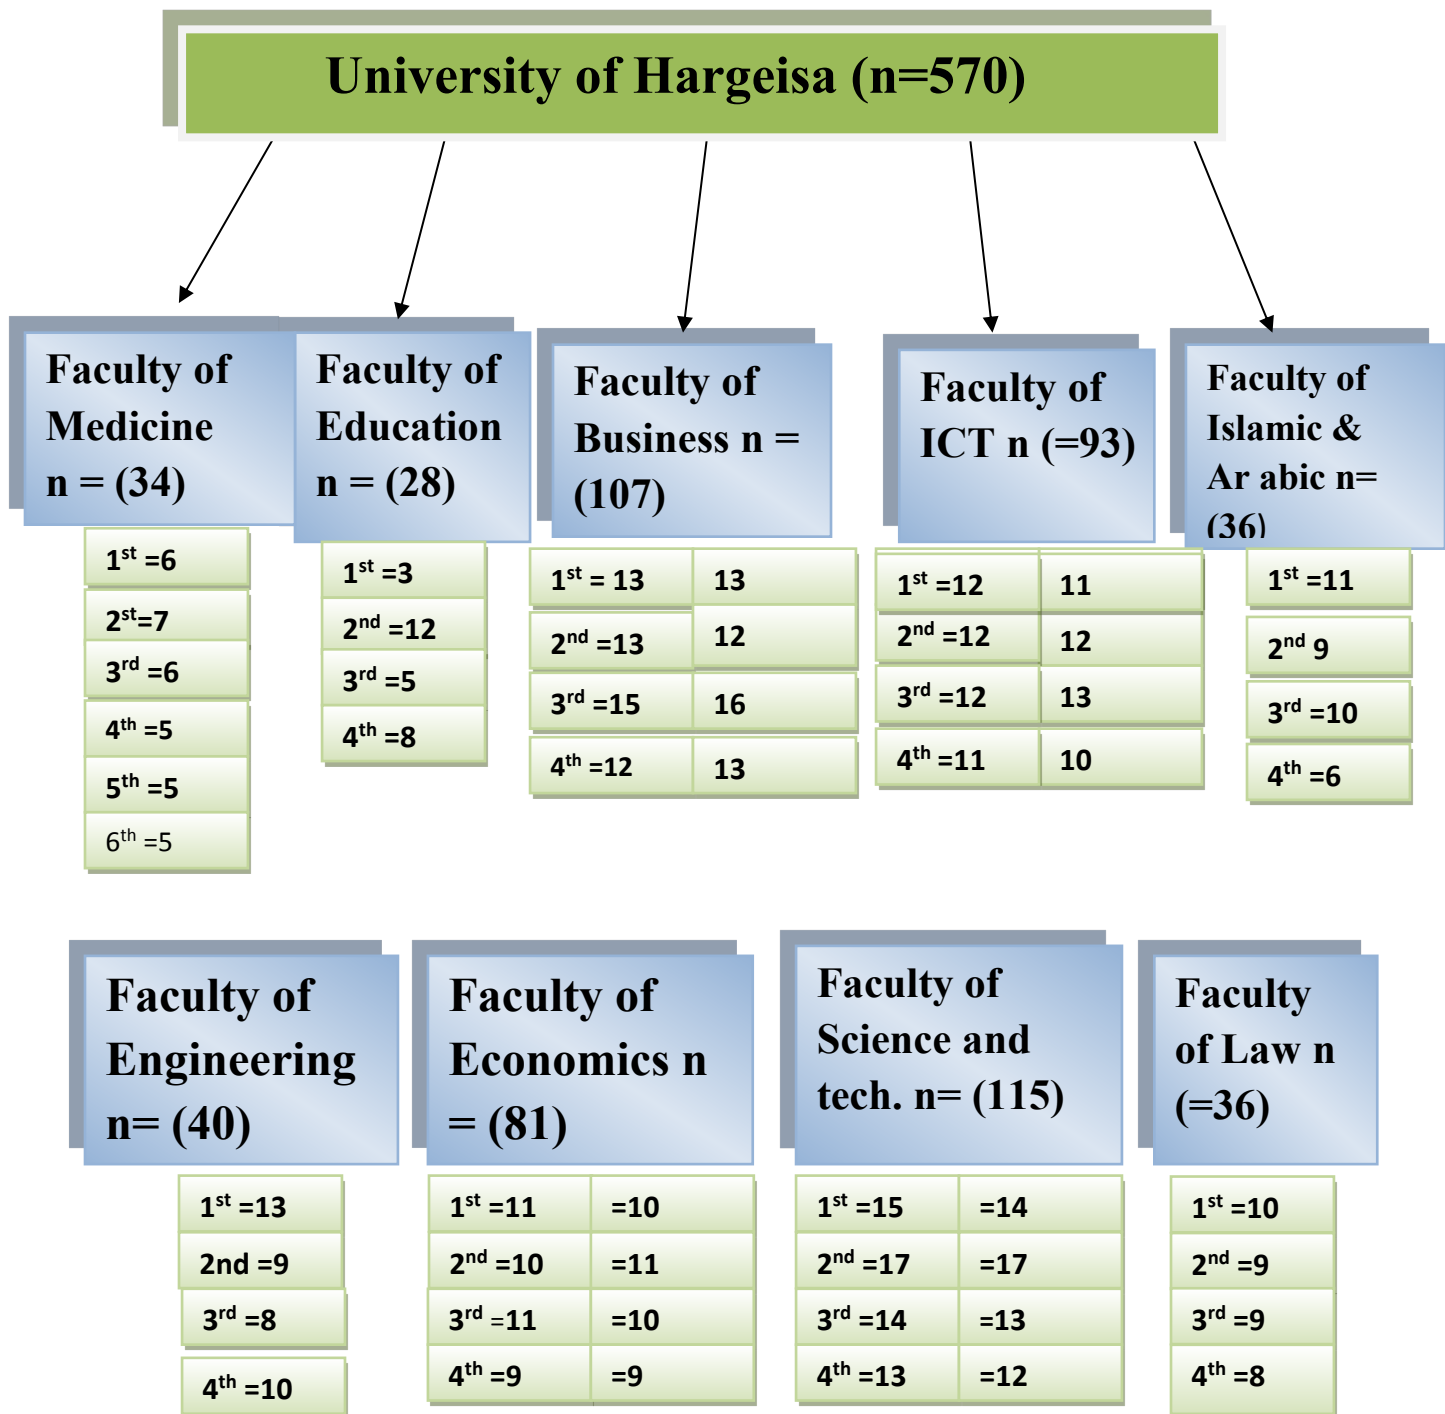 University of Hargeisa (n=570)
Faculty of
Medicine
n = (34)
1st =6
2st=7
3rd =6
4th =5
5th =5
6th =5
Faculty of
Education
n = (28)
1st =3
2nd =12
3rd =5
4th =8
Faculty of
Business n =
(107)
1st = 13 13
2nd =13 12
3rd =15 16
4th =12 13
Faculty of
ICT n (=93)
1st =12 11
2nd =12 12
3rd =12 13
4th =11 10
Faculty of
Islamic &
Ar abic n=
(36)
1st =11
2nd 9
3rd =10
4th =6
Faculty of
Engineering
n= (40)
1st =13
2nd =9
3rd =8
4th =10
Faculty of
Economics n
= (81)
1st =11 =10
2nd =10 =11
3rd =11 =10
4th =9 =9
Faculty of
Science and
tech. n= (115)
1st =15 =14
2nd =17 =17
3rd =14 =13
4th =13 =12
Faculty
of Law n
(=36)
1st =10
2nd =9
3rd =9
4th =8